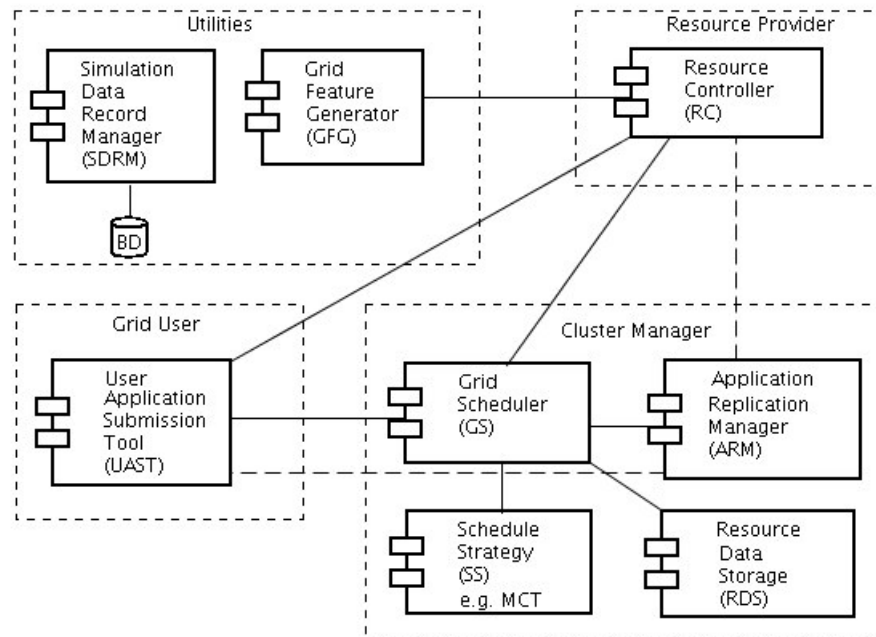 Utilities
Simulation
Data
Record
Manager
(SDRM)
BD
Grid
Feature
Generator
(GFG)
Resource Provider
Resource
Controller
(RC)
Grid User
User
Application
Submission
Tool
(UAST)
Cluster Manager
Grid
Scheduler
(GS)
Application
Replication
Manager
(ARM)
Schedule
Strategy
(SS)
e.g. MCT
Resource
Data
Storage
(RDS)